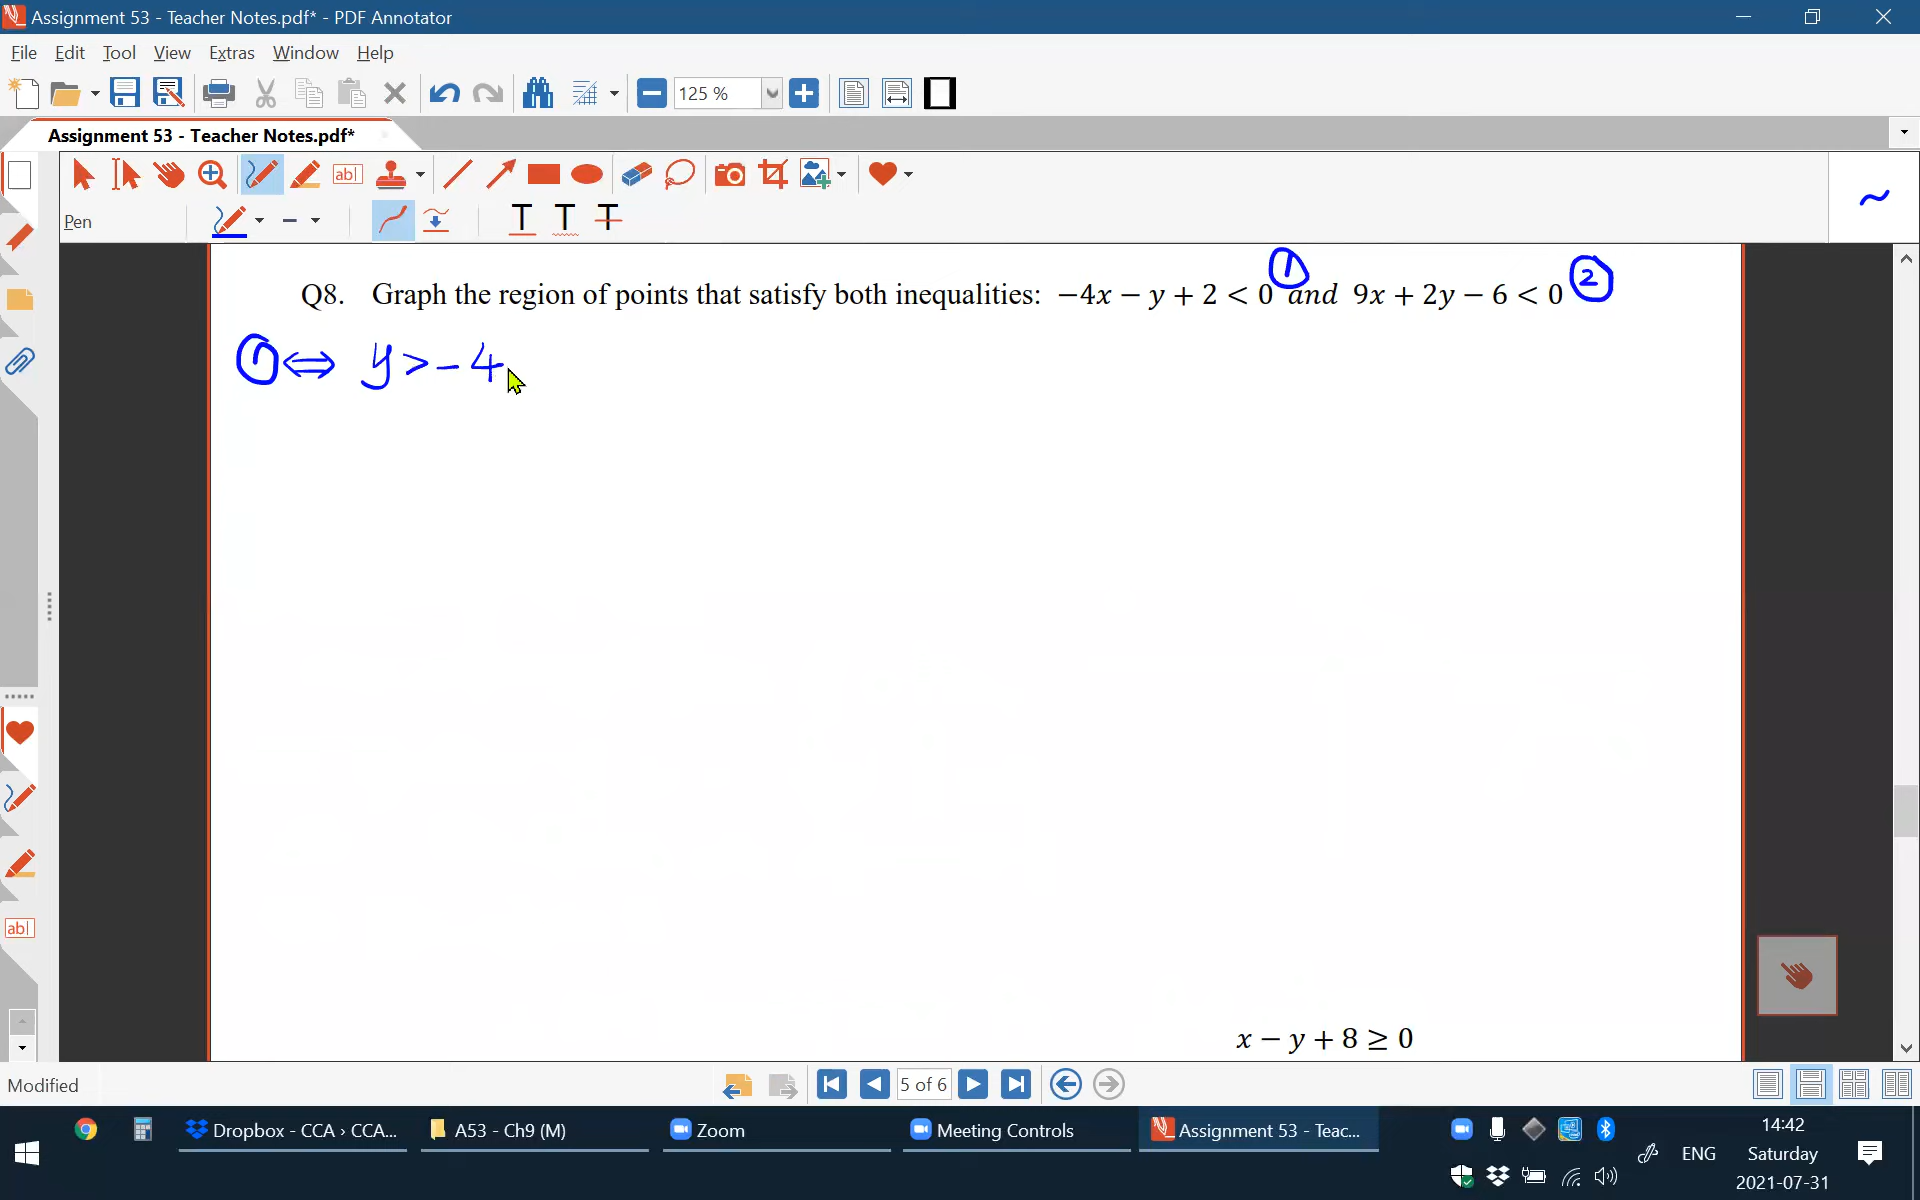 Assignment 53 - Teacher Notes.pdf* - PDF Annotator
File Edit Tool View Extras Window Help
125 %
Assignment 53 - Teacher Notes.pdf*
ab|
Pen
T T T
Q8. Graph the region of points that satisfy both inequalities: −4x − y + 2 < 0 and 9x + 2y − 6 < 0
① ②
① ⇔ y > − 4
ab|
x − y + 8 ≥ 0
Modified
5 of 6
Dropbox - CCA › CCA...
A53 - Ch9 (M)
Zoom
Meeting Controls
Assignment 53 - Teac...
ENG
14:42
Saturday
2021-07-31